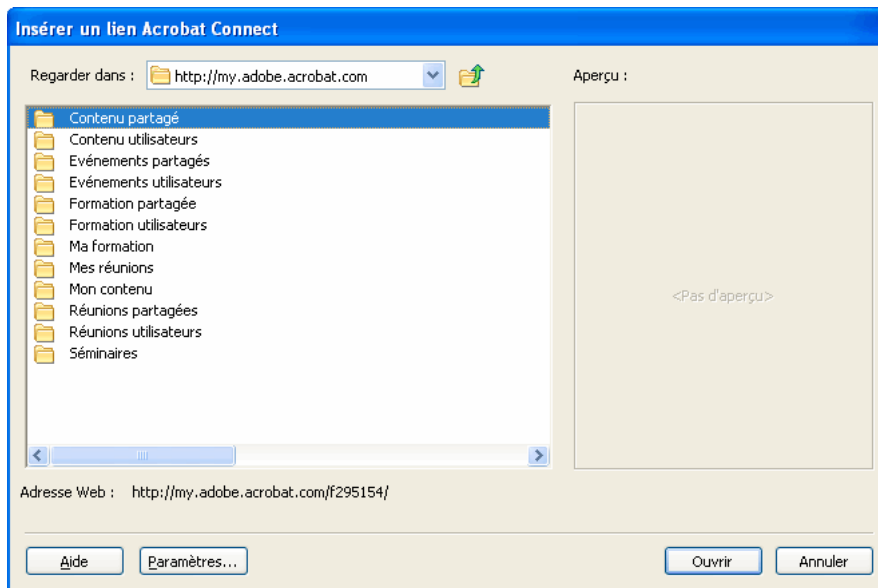 Insérer un lien Acrobat Connect
Regarder dans : http://my.adobe.acrobat.com
Aperçu :
Contenu partagé
Contenu utilisateurs
Evénements partagés
Evénements utilisateurs
Formation partagée
Formation utilisateurs
Ma formation
Mes réunions
Mon contenu
Réunions partagées
Réunions utilisateurs
Séminaires
<Pas d'aperçu>
Adresse Web : http://my.adobe.acrobat.com/f295154/
Aide Paramètres... Ouvrir Annuler